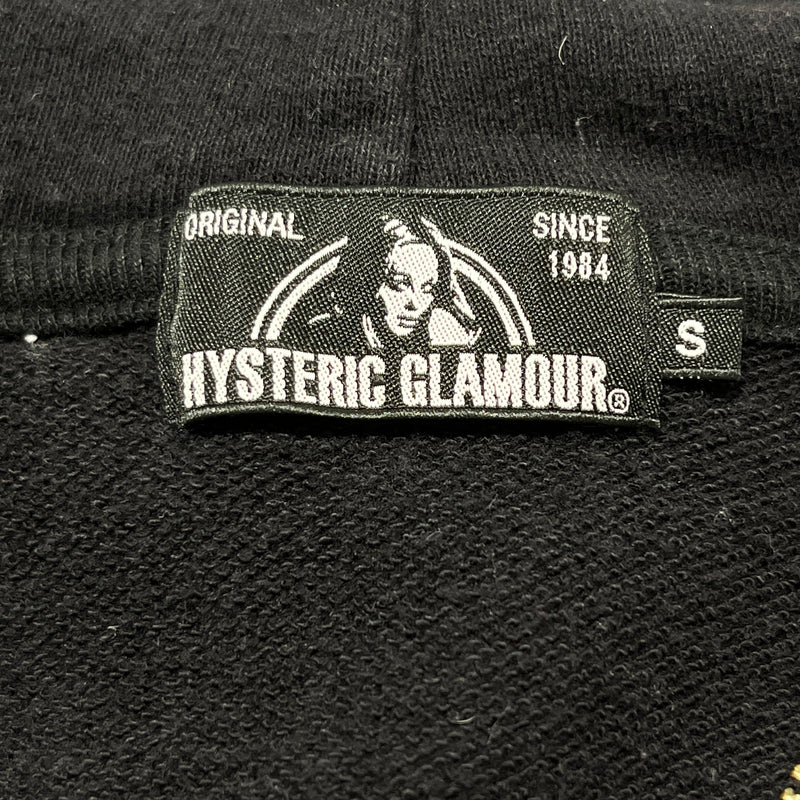 ORIGINAL
SINCE
1984
HYSTERIC GLAMOUR®
S